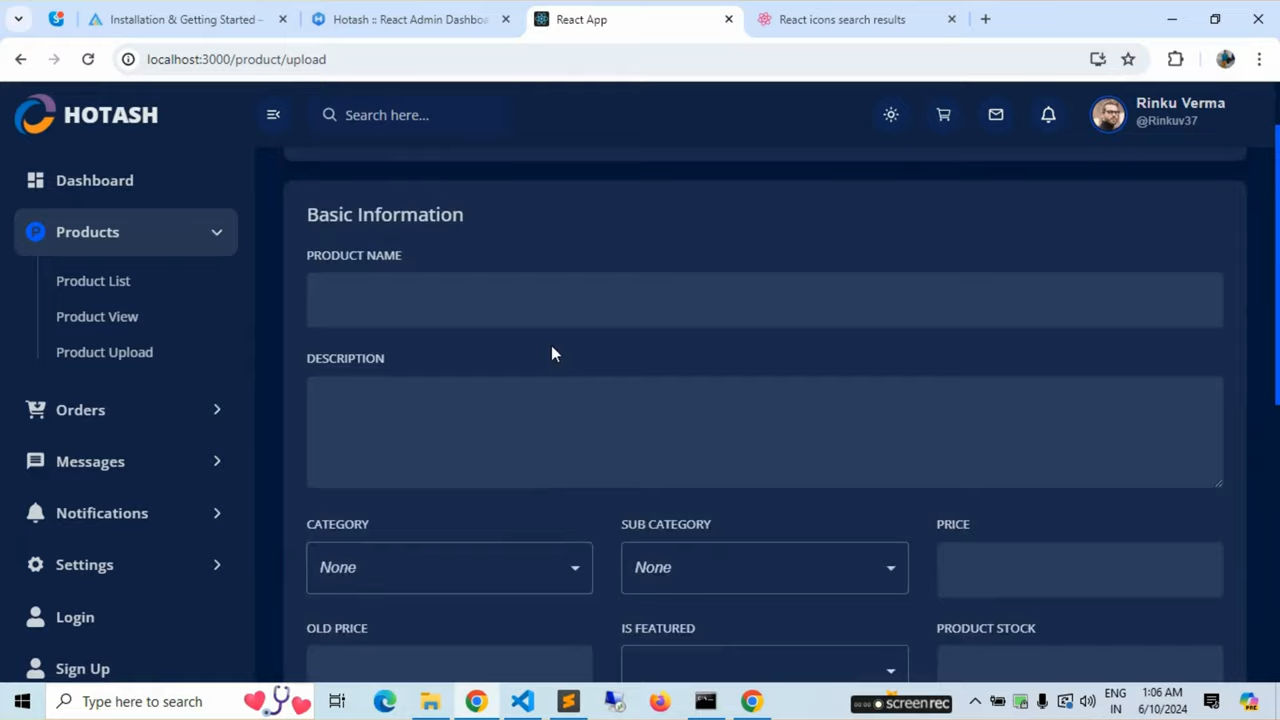 Installation & Getting Started –
Hotash :: React Admin Dashboa
React App
React icons search results
localhost:3000/product/upload
HOTASH
Search here...
Rinku Verma
@Rinkuv37
Dashboard
P Products
Product List
Product View
Product Upload
Orders
Messages
Notifications
Settings
Login
Sign Up
Basic Information
PRODUCT NAME
DESCRIPTION
CATEGORY
SUB CATEGORY
PRICE
None
None
OLD PRICE
IS FEATURED
PRODUCT STOCK
Type here to search
screenrec
ENG
IN
1:06 AM
6/10/2024
PRE